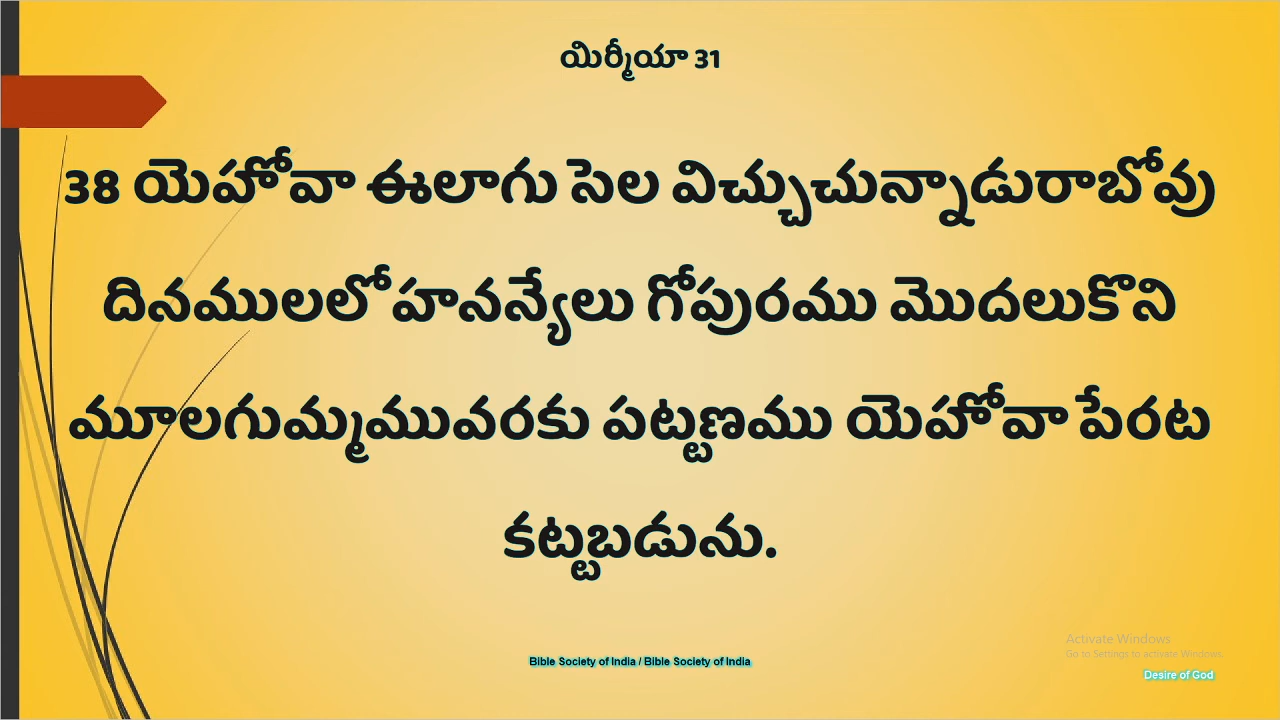 యిర్మీయా 31
38 యెహోవా ఈలాగు సెల విచ్చుచున్నాడురాబోవు
దినములలో హనన్యేలు గోపురము మొదలుకొని
మూలగుమ్మమువరకు పట్టణము యెహోవా పేరట
కట్టబడును.
Activate Windows
Go to Settings to activate Windows.
Bible Society of India / Bible Society of India
Desire of God